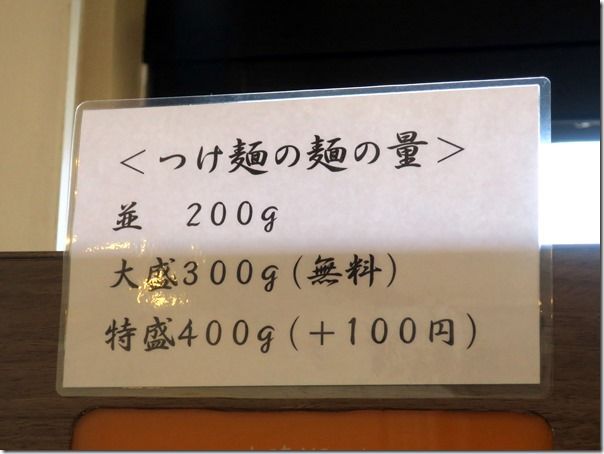 ＜つけ麺の麺の量＞
並　200g
大盛300g(無料)
特盛400g(＋100円)